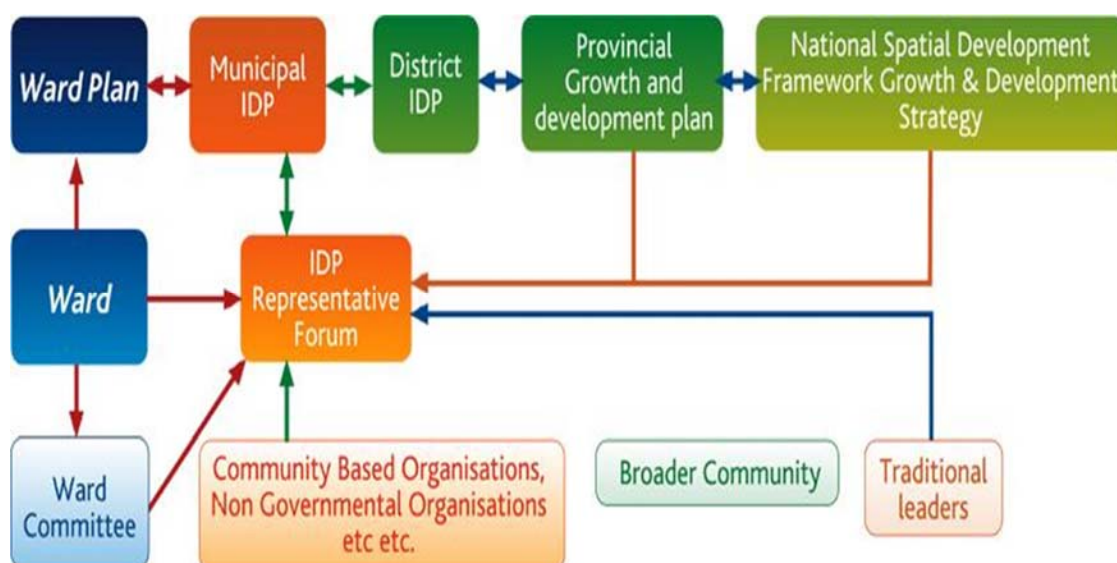 Ward Plan
Municipal
IDP
District
IDP
Provincial
Growth and
development plan
National Spatial Development
Framework Growth & Development
Strategy
Ward
IDP
Representative
Forum
Ward
Committee
Community Based Organisations,
Non Governmental Organisations
etc etc.
Broader Community
Traditional
leaders